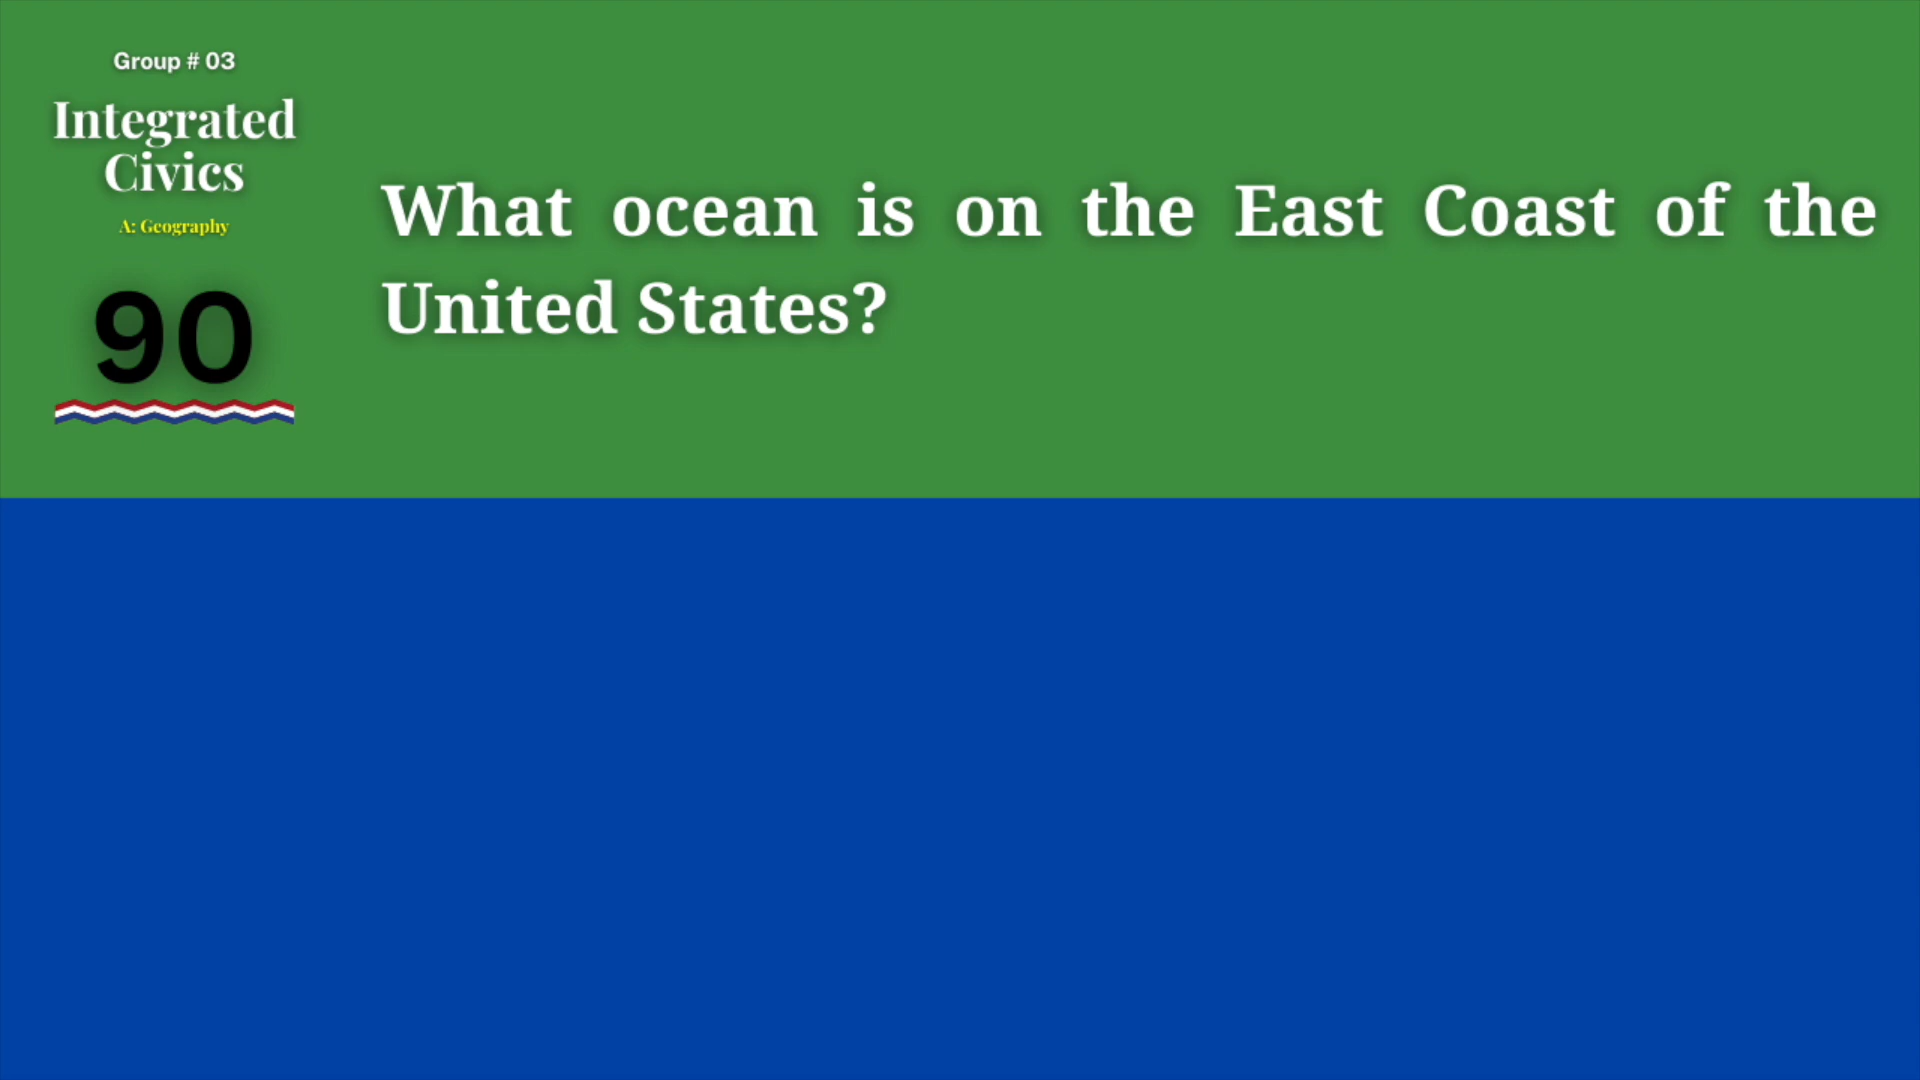 Group # 03
Integrated
Civics
A: Geography
90
What ocean is on the East Coast of the
United States?